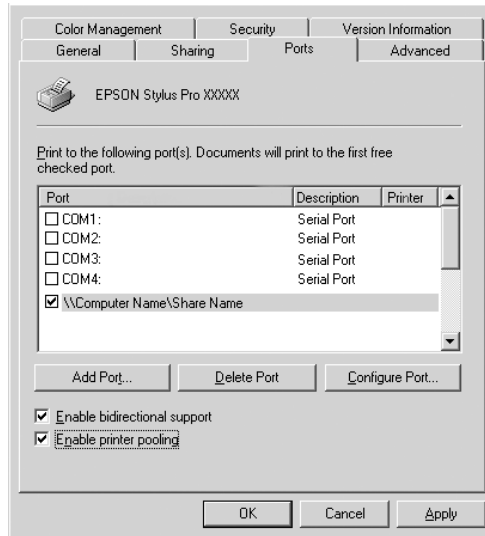 Color Management Security Version Information
General Sharing Ports Advanced
EPSON Stylus Pro XXXXX
Print to the following port(s). Documents will print to the first free
checked port.
Port Description Printer
COM1: Serial Port
COM2: Serial Port
COM3: Serial Port
COM4: Serial Port
\\Computer Name\Share Name
Add Port... Delete Port Configure Port...
Enable bidirectional support
Enable printer pooling
OK Cancel Apply